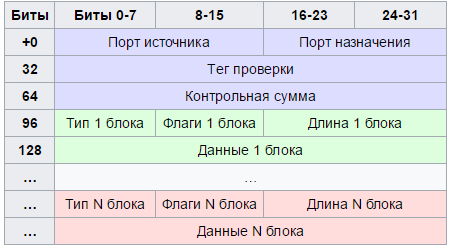 Биты Биты 0-7 8-15 16-23 24-31
+0 Порт источника Порт назначения
32 Тег проверки
64 Контрольная сумма
96 Тип 1 блока Флаги 1 блока Длина 1 блока
128 Данные 1 блока
... ...
... Тип N блока Флаги N блока Длина N блока
... Данные N блока